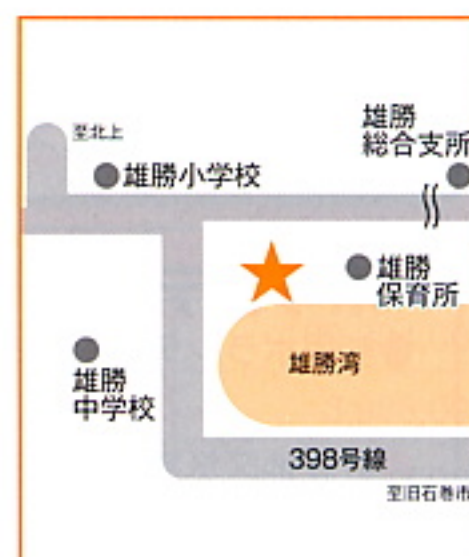 至北上
雄勝
総合支所
雄勝小学校
雄勝
保育所
雄勝湾
雄勝
中学校
398号線
至旧石巻市